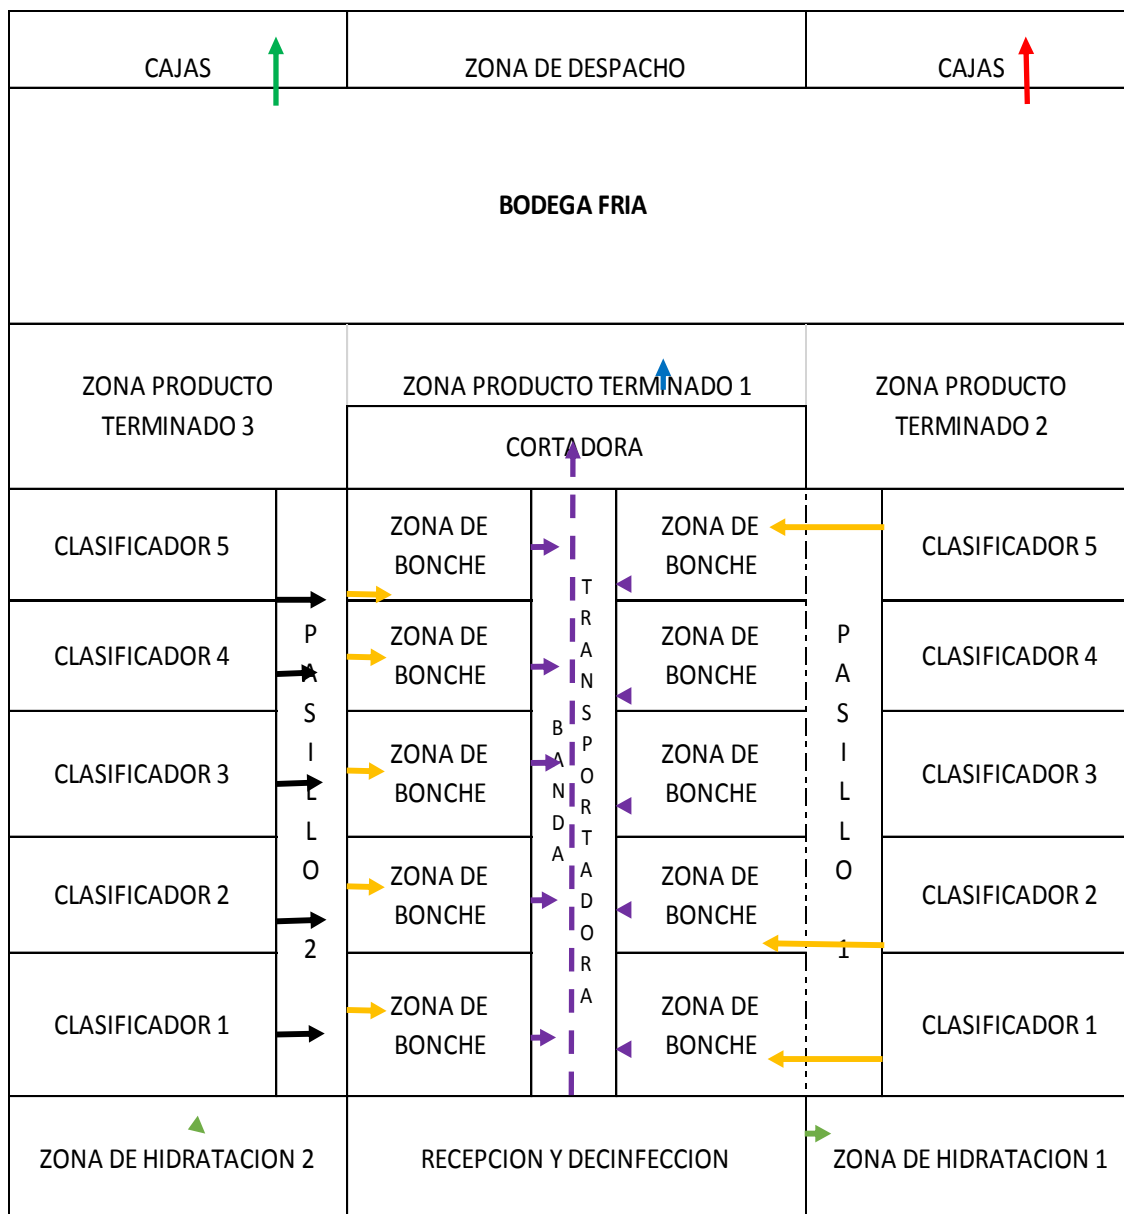 CAJAS
ZONA DE DESPACHO
CAJAS
BODEGA FRIA
ZONA PRODUCTO
TERMINADO 3
ZONA PRODUCTO TERMINADO 1
ZONA PRODUCTO
TERMINADO 2
CORTADORA
CLASIFICADOR 5
ZONA DE
BONCHE
ZONA DE
BONCHE
CLASIFICADOR 5
CLASIFICADOR 4
ZONA DE
BONCHE
ZONA DE
BONCHE
CLASIFICADOR 4
CLASIFICADOR 3
ZONA DE
BONCHE
ZONA DE
BONCHE
CLASIFICADOR 3
CLASIFICADOR 2
ZONA DE
BONCHE
ZONA DE
BONCHE
CLASIFICADOR 2
CLASIFICADOR 1
ZONA DE
BONCHE
ZONA DE
BONCHE
CLASIFICADOR 1
PASILLO 2
BANDA
TRANSPORTADORA
PASILLO 1
ZONA DE HIDRATACION 2
RECEPCION Y DECINFECCION
ZONA DE HIDRATACION 1